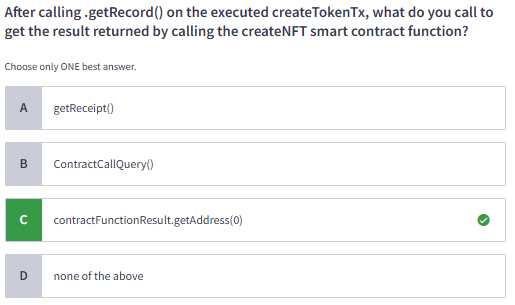 After calling .getRecord() on the executed createTokenTx, what do you call to
get the result returned by calling the createNFT smart contract function?
Choose only ONE best answer.
A getReceipt()
B ContractCallQuery()
C contractFunctionResult.getAddress(0)
D none of the above